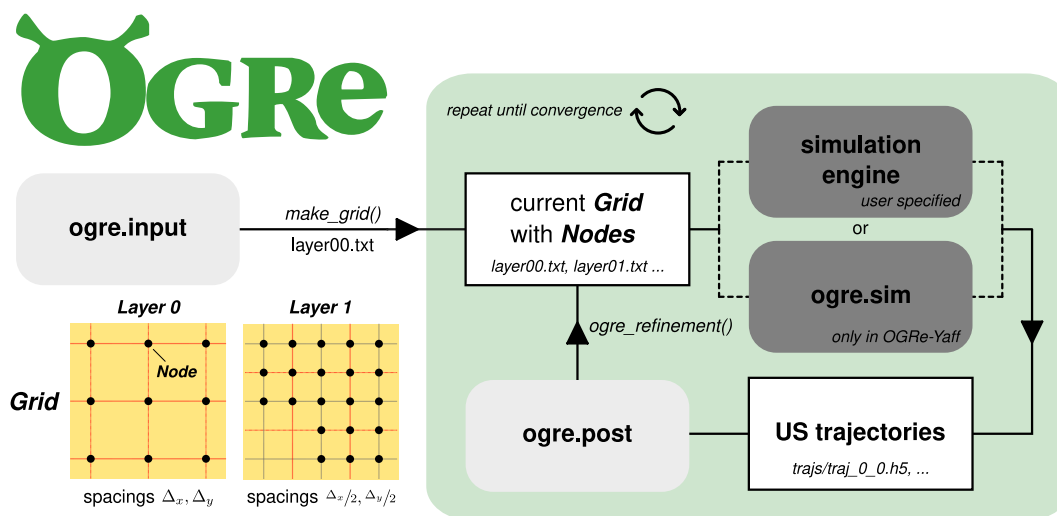 OGRe
repeat until convergence
simulation
engine
user specified
or
ogre.sim
only in OGRe-Yaff
ogre.input
make_grid()
layer00.txt
current Grid
with Nodes
layer00.txt, layer01.txt ...
ogre_refinement()
ogre.post
US trajectories
trajs/traj_0_0.h5, ...
Layer 0
Layer 1
Node
Grid
spacings Δx, Δy
spacings Δx/2, Δy/2